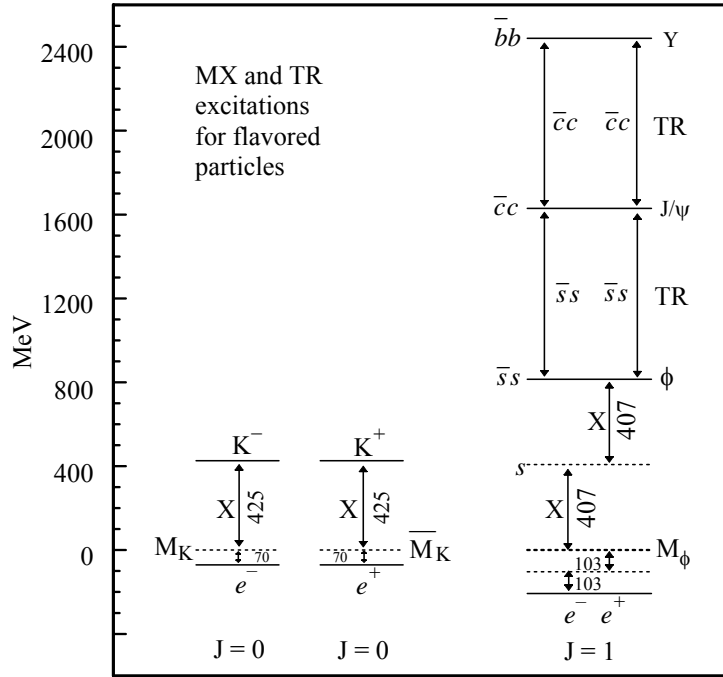 MX and TR
excitations
for flavored
particles
MeV
2400
2000
1600
1200
800
400
0
b̅b ϒ
c̅c c̅c TR
c̅c J/ψ
s̅s s̅s TR
s̅s ϕ
X 407
s
X 407
K⁻ K⁺
X 425 X 425
M_K 70 70 M̅_K
e⁻ e⁺
M_ϕ
103
103
e⁻ e⁺
J = 0 J = 0 J = 1